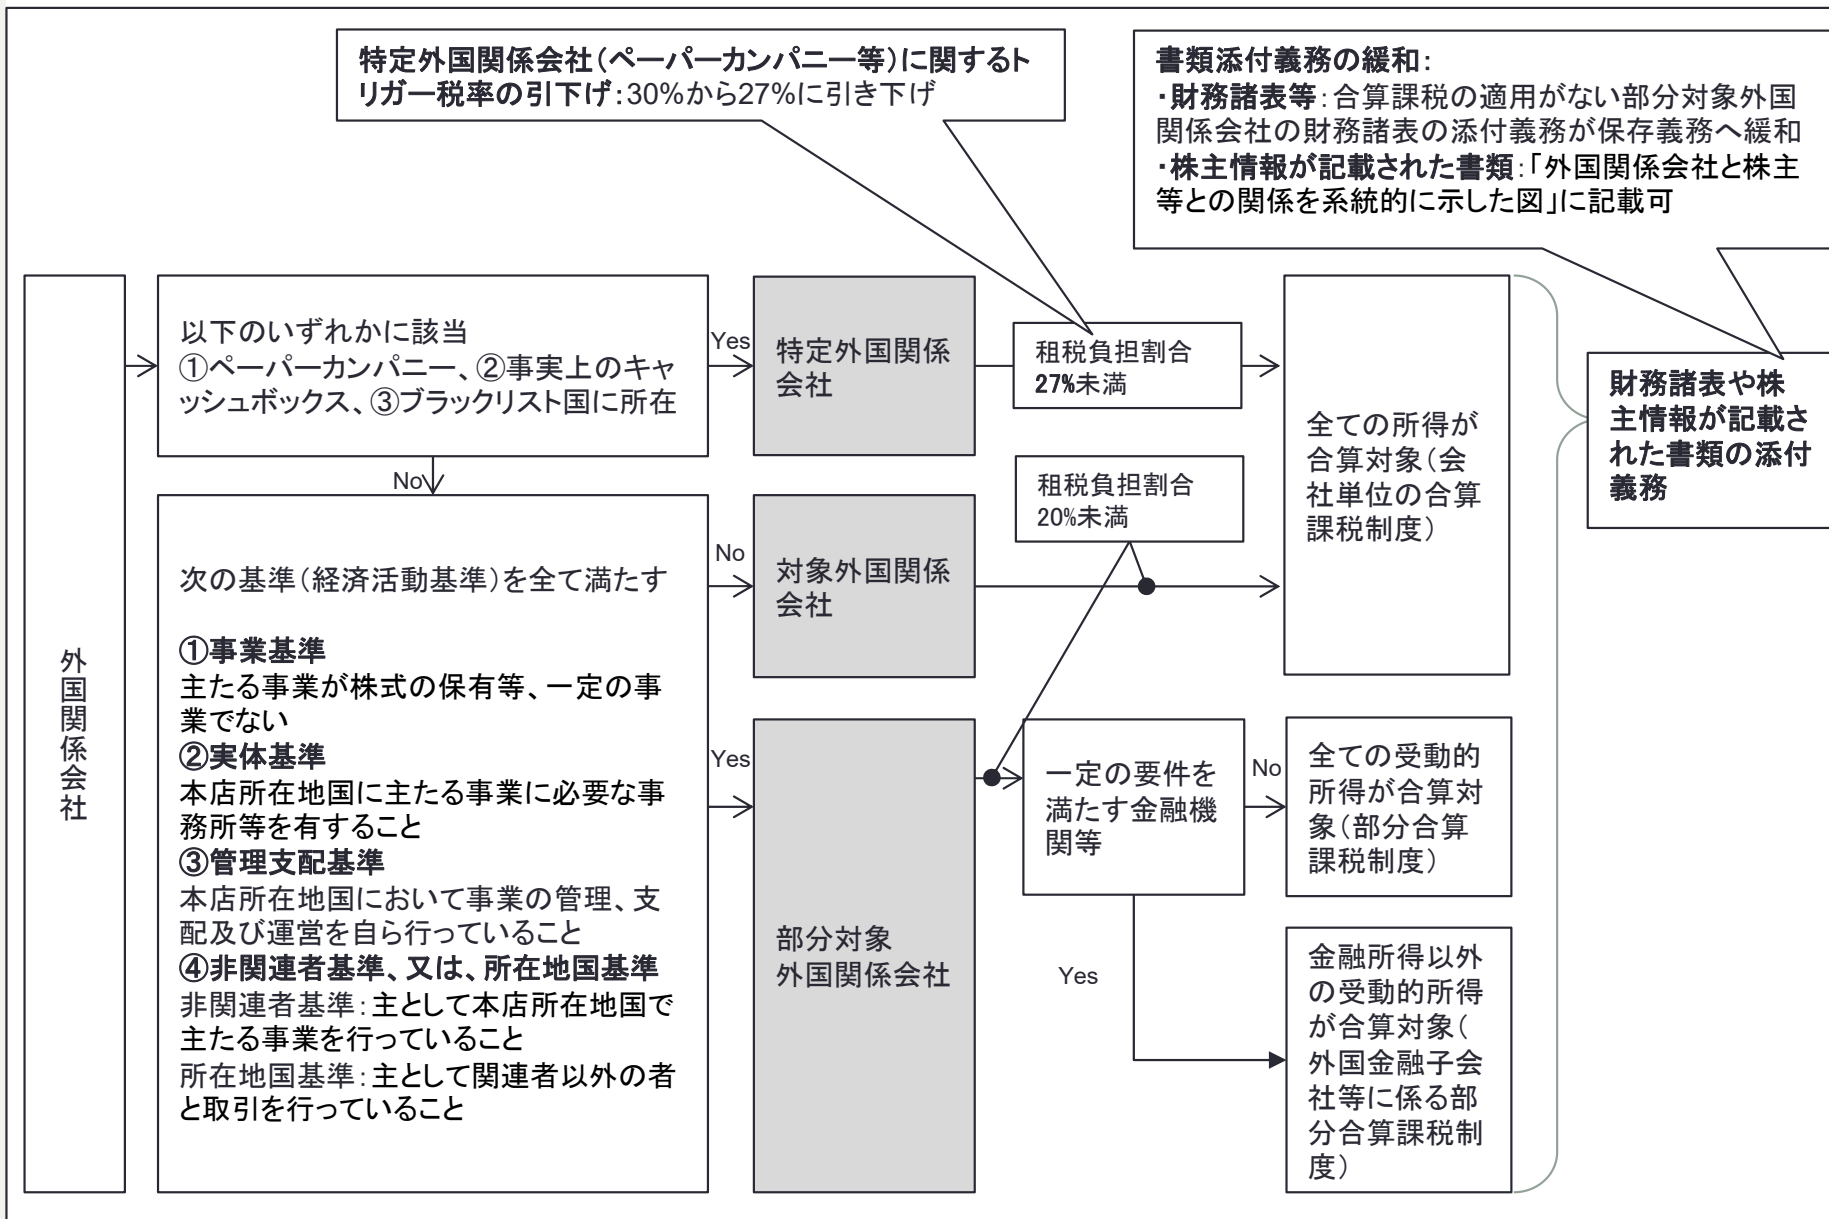 特定外国関係会社(ペーパーカンパニー等)に関するト
リガー税率の引下げ:30%から27%に引き下げ
書類添付義務の緩和:
・財務諸表等:合算課税の適用がない部分対象外国
関係会社の財務諸表の添付義務が保存義務へ緩和
・株主情報が記載された書類:「外国関係会社と株主
等との関係を系統的に示した図」に記載可
外国関係会社
以下のいずれかに該当
①ペーパーカンパニー、②事実上のキャ
ッシュボックス、③ブラックリスト国に所在
Yes
特定外国関係
会社
租税負担割合
27%未満
全ての所得が
合算対象(会
社単位の合算
課税制度)
財務諸表や株
主情報が記載さ
れた書類の添付
義務
No
次の基準(経済活動基準)を全て満たす
①事業基準
主たる事業が株式の保有等、一定の事
業でない
②実体基準
本店所在地国に主たる事業に必要な事
務所等を有すること
③管理支配基準
本店所在地国において事業の管理、支
配及び運営を自ら行っていること
④非関連者基準、又は、所在地国基準
非関連者基準:主として本店所在地国で
主たる事業を行っていること
所在地国基準:主として関連者以外の者
と取引を行っていること
No
対象外国関係
会社
租税負担割合
20%未満
Yes
部分対象
外国関係会社
一定の要件を
満たす金融機
関等
No
全ての受動的
所得が合算対
象(部分合算
課税制度)
Yes
金融所得以外
の受動的所得
が合算対象(
外国金融子会
社等に係る部
分合算課税制
度)